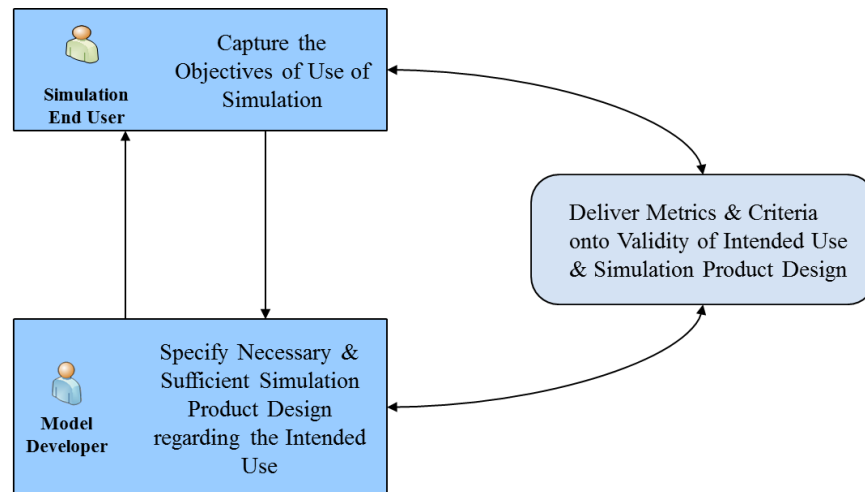 Capture the
Objectives of Use of
Simulation
Simulation
End User
Deliver Metrics & Criteria
onto Validity of Intended Use
& Simulation Product Design
Specify Necessary &
Sufficient Simulation
Product Design
regarding the Intended
Use
Model
Developer